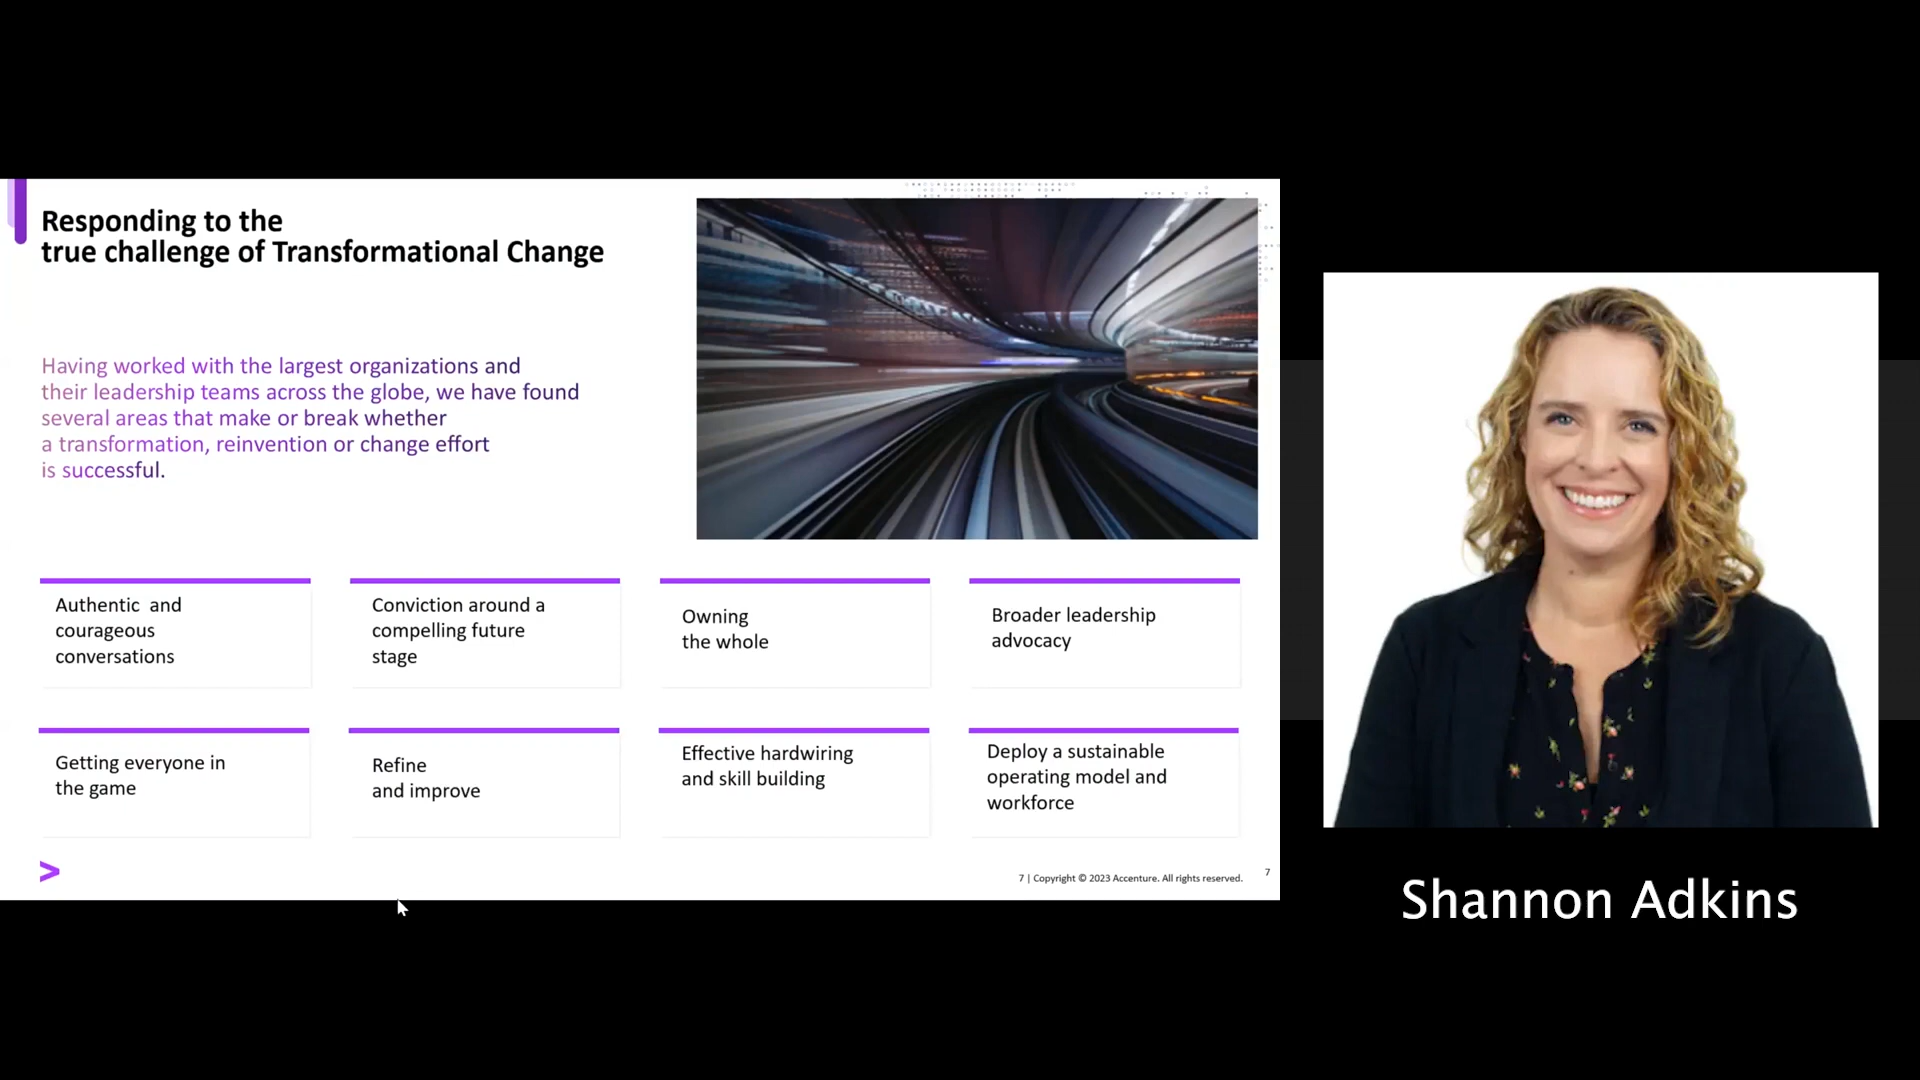 Responding to the
true challenge of Transformational Change
Having worked with the largest organizations and
their leadership teams across the globe, we have found
several areas that make or break whether
a transformation, reinvention or change effort
is successful.
Authentic and
courageous
conversations
Conviction around a
compelling future
stage
Owning
the whole
Broader leadership
advocacy
Getting everyone in
the game
Refine
and improve
Effective hardwiring
and skill building
Deploy a sustainable
operating model and
workforce
7 | Copyright © 2023 Accenture. All rights reserved.
7
Shannon Adkins